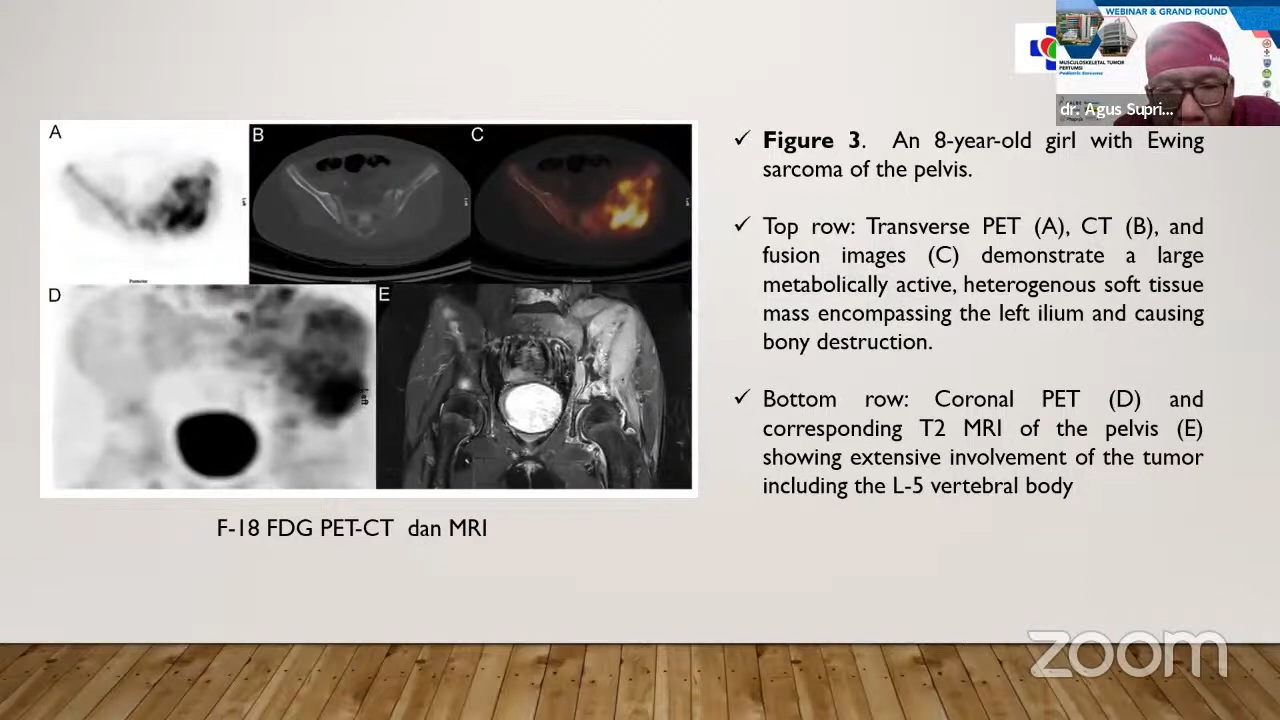 WEBINAR & GRAND ROUND
MUSCULOSKELETAL TUMOR
PERTUMSI
Pediatric Sarcoma
dr. Agus Supri...
A
B
C
D
E
Left
Posterior
✓ Figure 3. An 8-year-old girl with Ewing
sarcoma of the pelvis.
✓ Top row: Transverse PET (A), CT (B), and
fusion images (C) demonstrate a large
metabolically active, heterogenous soft tissue
mass encompassing the left ilium and causing
bony destruction.
✓ Bottom row: Coronal PET (D) and
corresponding T2 MRI of the pelvis (E)
showing extensive involvement of the tumor
including the L-5 vertebral body
F-18 FDG PET-CT dan MRI
zoom